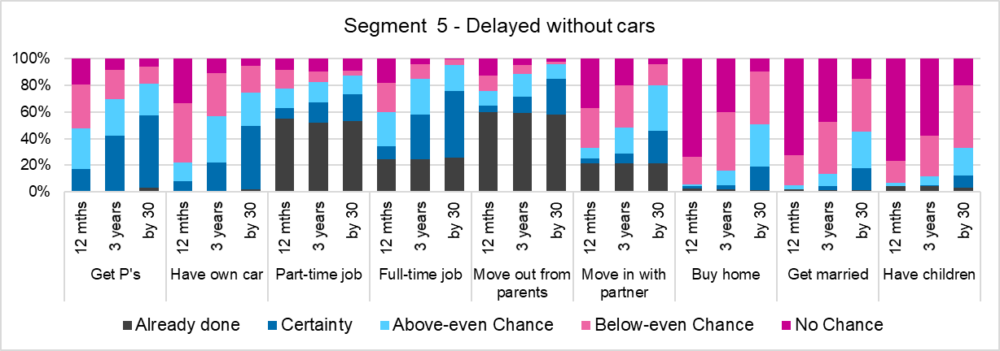 Segment 5 - Delayed without cars
100%
80%
60%
40%
20%
0%
12 mths 3 years by 30 12 mths 3 years by 30 12 mths 3 years by 30 12 mths 3 years by 30 12 mths 3 years by 30 12 mths 3 years by 30 12 mths 3 years by 30 12 mths 3 years by 30 12 mths 3 years by 30
Get P's Have own car Part-time job Full-time job Move out from Move in with Buy home Get married Have children
parents partner
Already done Certainty Above-even Chance Below-even Chance No Chance